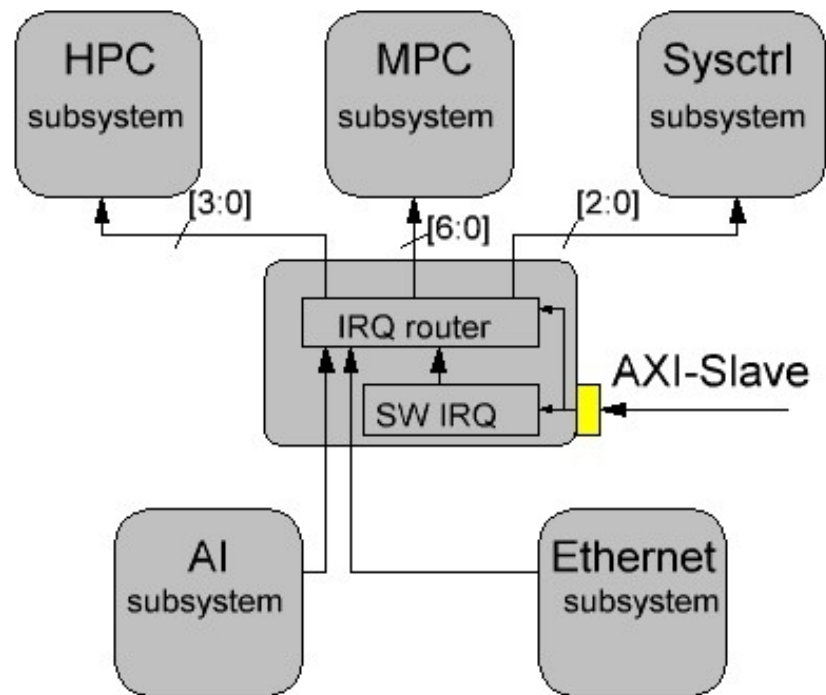 HPC
subsystem
MPC
subsystem
Sysctrl
subsystem
[3:0]
[6:0]
[2:0]
IRQ router
SW IRQ
AXI-Slave
AI
subsystem
Ethernet
subsystem